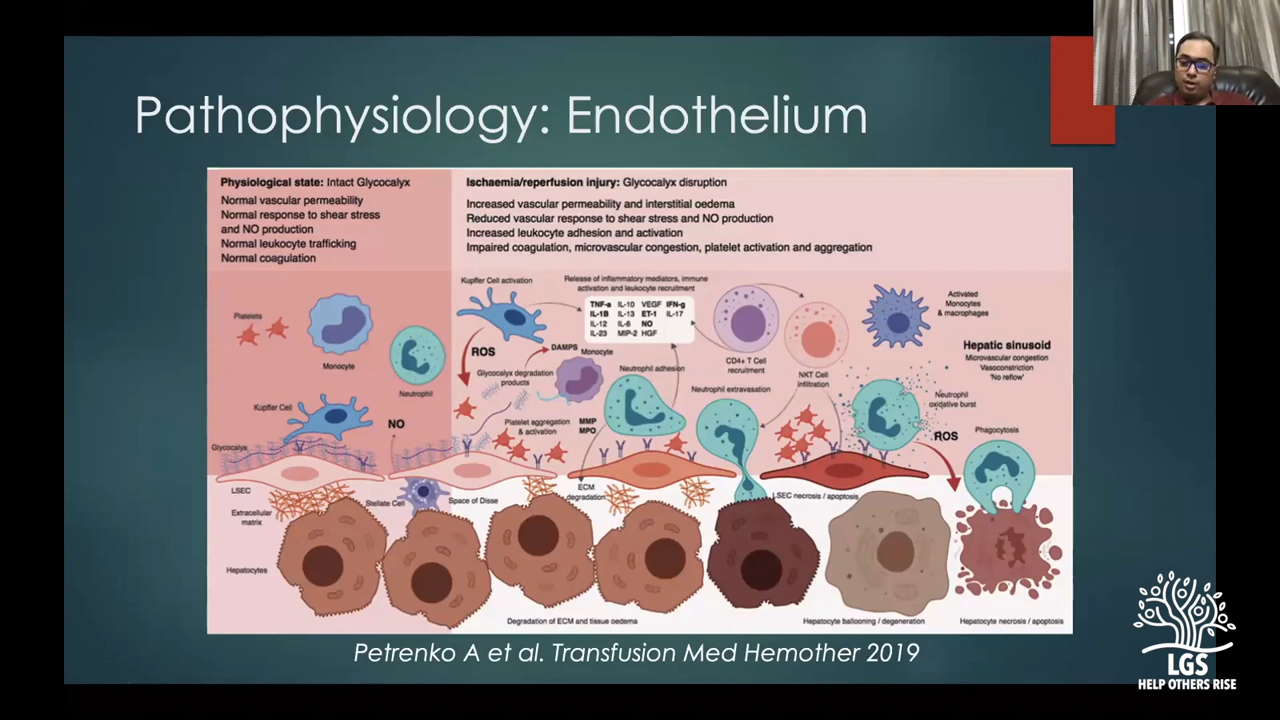 Pathophysiology: Endothelium
Physiological state: Intact Glycocalyx
Normal vascular permeability
Normal response to shear stress
and NO production
Normal leukocyte trafficking
Normal coagulation
Ischaemia/reperfusion injury: Glycocalyx disruption
Increased vascular permeability and interstitial oedema
Reduced vascular response to shear stress and NO production
Increased leukocyte adhesion and activation
Impaired coagulation, microvascular congestion, platelet activation and aggregation
Platelets
Monocyte
Neutrophil
Kupffer Cell
NO
Glycocalyx
LSEC
Extracellular
matrix
Stellate Cell
Space of Disse
Hepatocytes
Kupffer Cell activation
ROS
DAMPS
Monocyte
Glycocalyx degradation
products
Platelet aggregation
& activation
MMP
MPO
ECM
degradation
Release of inflammatory mediators, immune
activation and leukocyte recruitment
TNF-a IL-10 VEGF IFN-g
IL-1B IL-13 ET-1 IL-17
IL-12 IL-6 NO
IL-23 MIP-2 HGF
Neutrophil adhesion
Neutrophil extravasation
CD4+ T Cell
recruitment
NKT Cell
infiltration
Activated
Monocytes
& macrophages
Hepatic sinusoid
Microvascular congestion
Vasoconstriction
'No reflow'
Neutrophil
oxidative burst
ROS
Phagocytosis
LSEC necrosis / apoptosis
Degradation of ECM and tissue oedema
Hepatocyte ballooning / degeneration
Hepatocyte necrosis / apoptosis
Petrenko A et al. Transfusion Med Hemother 2019
LGS
HELP OTHERS RISE